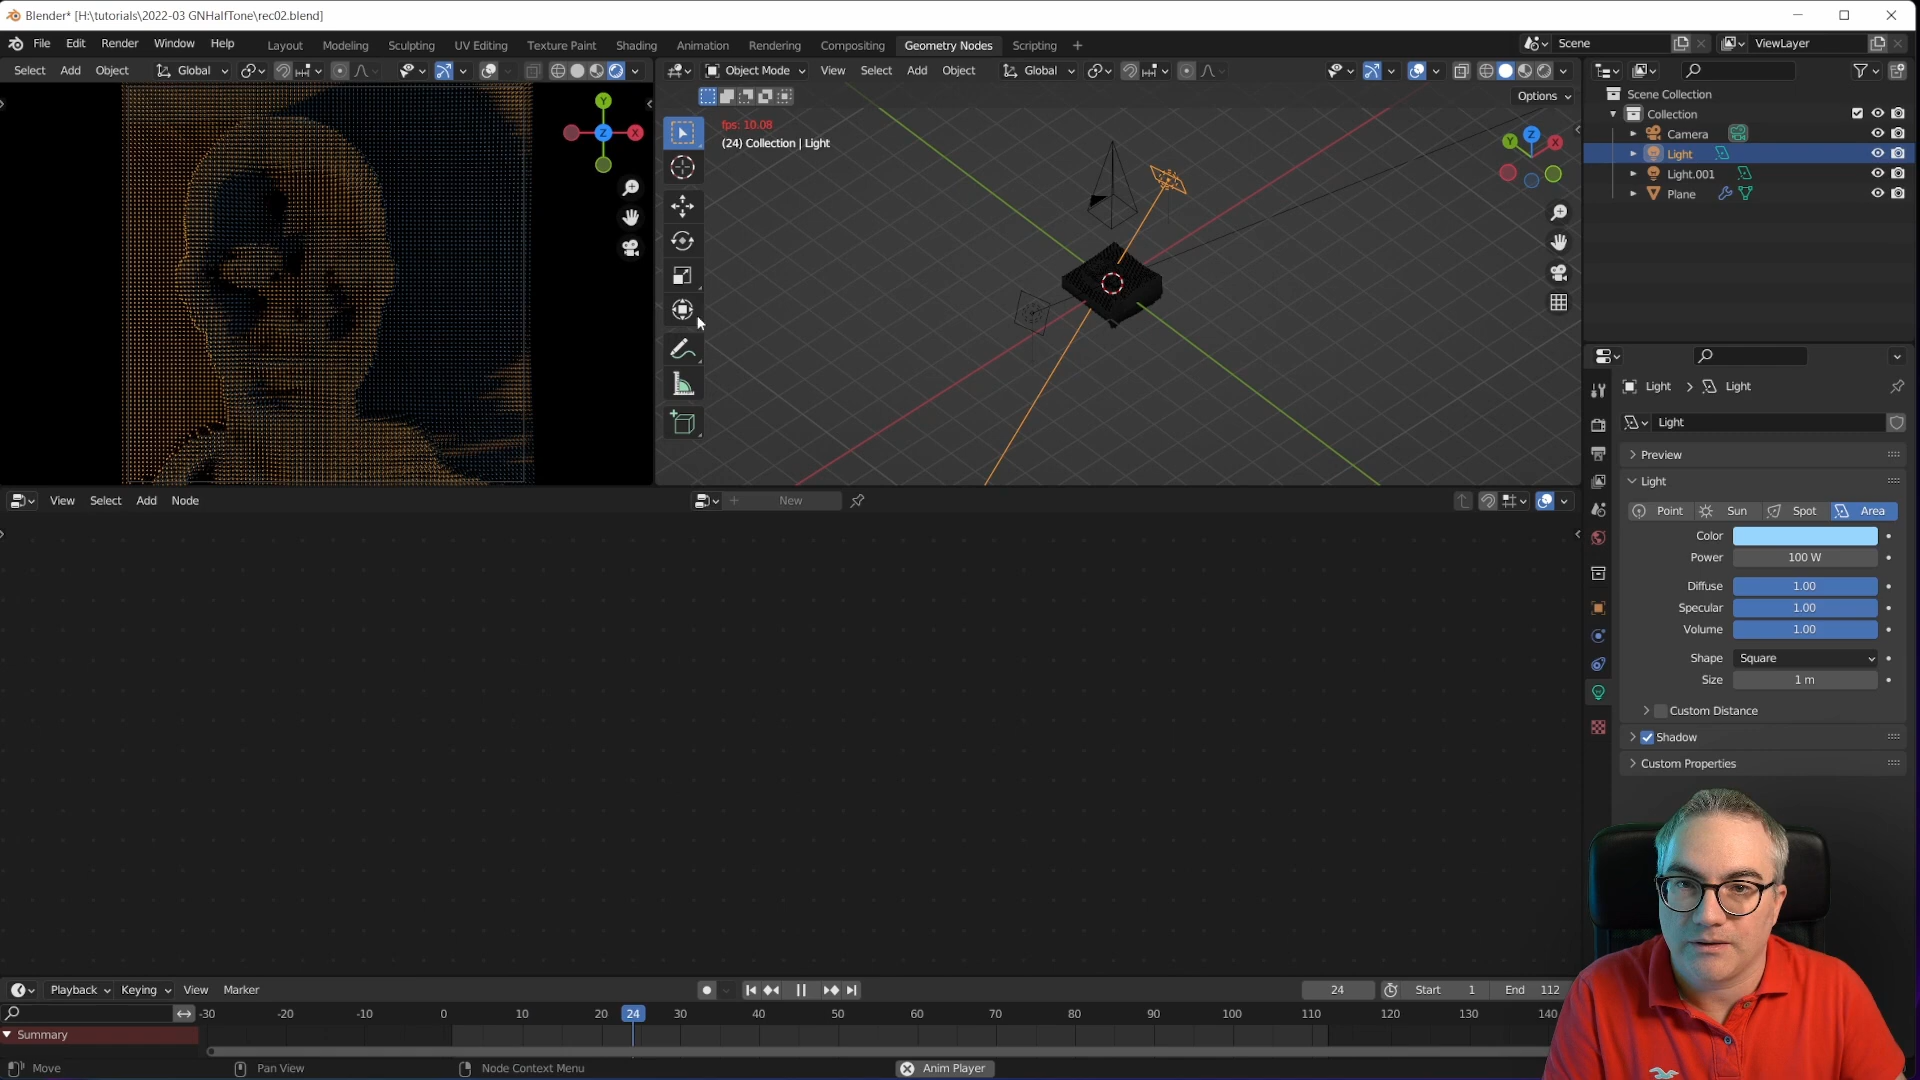 Blender* [H:\tutorials\2022-03 GNHalfTone\rec02.blend]
File Edit Render Window Help Layout Modeling Sculpting UV Editing Texture Paint Shading Animation Rendering Compositing Geometry Nodes Scripting + Scene ViewLayer
Select Add Object Global Object Mode View Select Add Object Global
Options
fps: 10.08
(24) Collection | Light
Y
Z
X
Y
Z
X
Scene Collection
Collection
Camera
Light
Light.001
Plane
Light > Light
Light
Preview
Light
Point Sun Spot Area
Color
Power 100 W
Diffuse 1.00
Specular 1.00
Volume 1.00
Shape Square
Size 1 m
Custom Distance
Shadow
Custom Properties
View Select Add Node + New
Playback Keying View Marker 24 Start 1 End 112
-30 -20 -10 0 10 20 24 30 40 50 60 70 80 90 100 110 120 130 140
Summary
Move Pan View Node Context Menu Anim Player